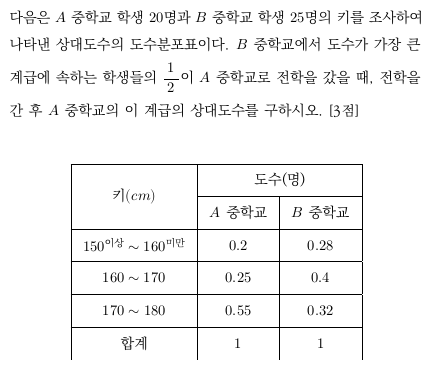 다음은 A 중학교 학생 20명과 B 중학교 학생 25명의 키를 조사하여
나타낸 상대도수의 도수분포표이다. B 중학교에서 도수가 가장 큰
계급에 속하는 학생들의 1/2이 A 중학교로 전학을 갔을 때, 전학을
간 후 A 중학교의 이 계급의 상대도수를 구하시오. [3점]
키(cm) 도수(명)
A 중학교 B 중학교
150이상 ~ 160미만 0.2 0.28
160 ~ 170 0.25 0.4
170 ~ 180 0.55 0.32
합계 1 1